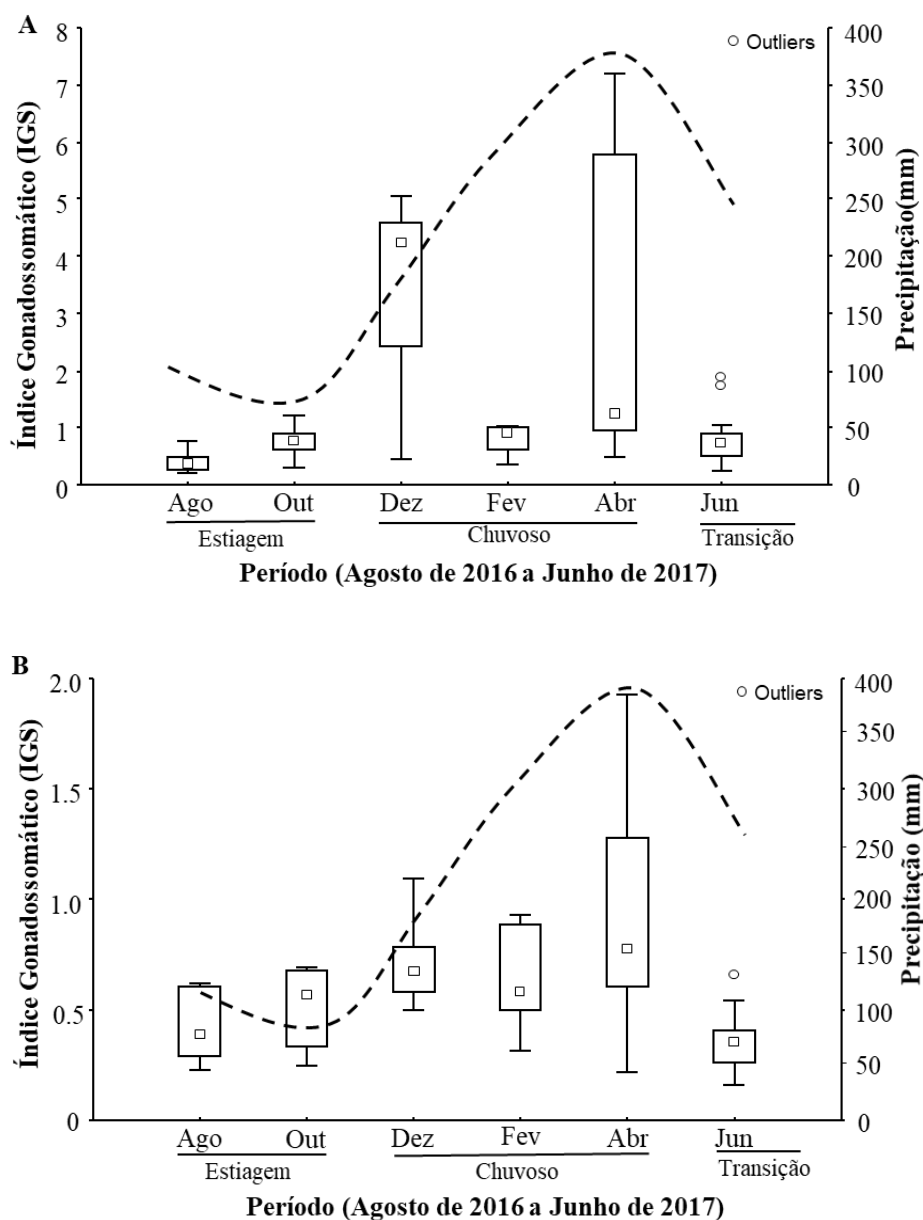 A
Índice Gonadossomático (IGS)
8
7
6
5
4
3
2
1
0
Outliers
400
350
300
250
200
150
100
50
0
Precipitação(mm)
Ago Out Dez Fev Abr Jun
Estiagem Chuvoso Transição
Período (Agosto de 2016 a Junho de 2017)
B
Índice Gonadossomático (IGS)
2.0
1.5
1.0
0.5
0
Outliers
400
350
300
250
200
150
100
50
0
Precipitação (mm)
Ago Out Dez Fev Abr Jun
Estiagem Chuvoso Transição
Período (Agosto de 2016 a Junho de 2017)